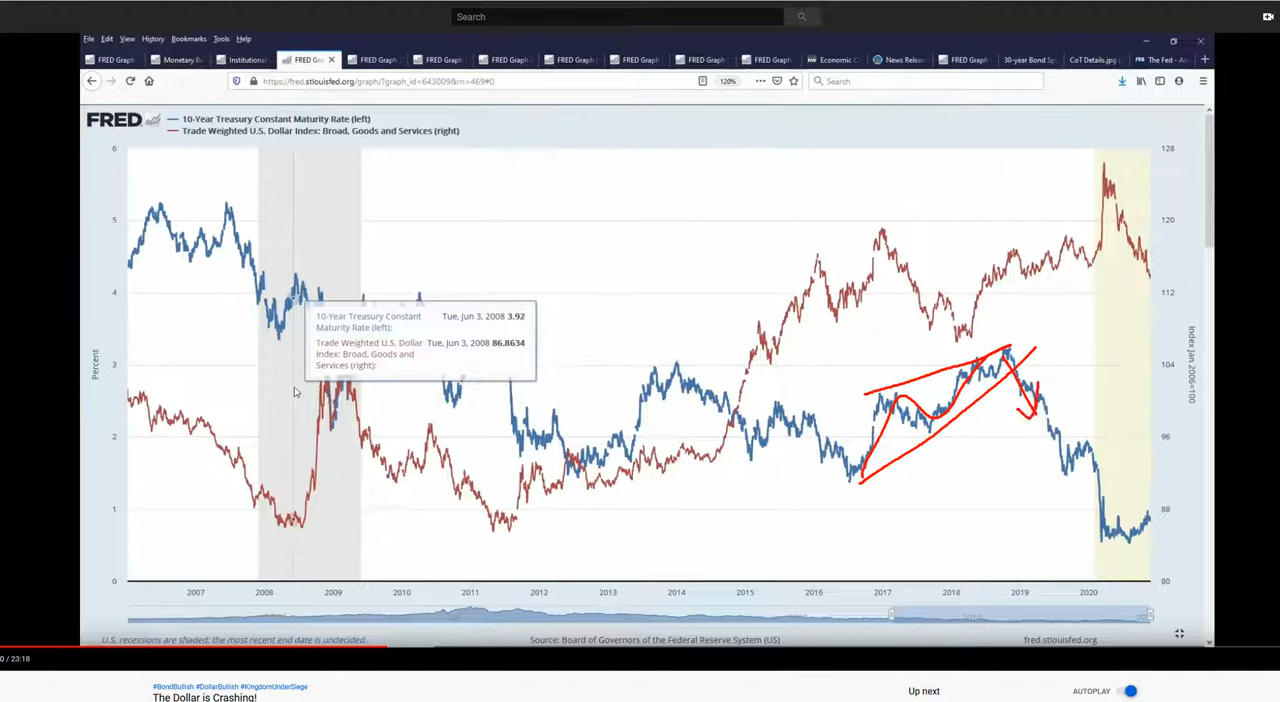 Search
File Edit View History Bookmarks Tools Help
FRED Graph Monetary Ba Institutional FRED Gra FRED Graph FRED Graph FRED Graph FRED Graph FRED Graph FRED Graph FRED Graph Economic C News Relea FRED Graph 30-year Bond Sp CoT Details.jpg ( The Fed - As
https://fred.stlouisfed.org/graph/?graph_id=643009&rn=469#0 120% Search
FRED 10-Year Treasury Constant Maturity Rate (left)
Trade Weighted U.S. Dollar Index: Broad, Goods and Services (right)
6 128
5 120
4 112
10-Year Treasury Constant Tue, Jun 3, 2008 3.92
Maturity Rate (left):
Trade Weighted U.S. Dollar Tue, Jun 3, 2008 86.8634
Index: Broad, Goods and
Services (right):
3 104
Percent
Index Jan 2006=100
2 96
1 88
0 80
2007 2008 2009 2010 2011 2012 2013 2014 2015 2016 2017 2018 2019 2020
U.S. recessions are shaded; the most recent end date is undecided. Source: Board of Governors of the Federal Reserve System (US) fred.stlouisfed.org
0 / 23:18
#BondBullish #DollarBullish #KingdomUnderSiege
The Dollar is Crashing!
Up next AUTOPLAY